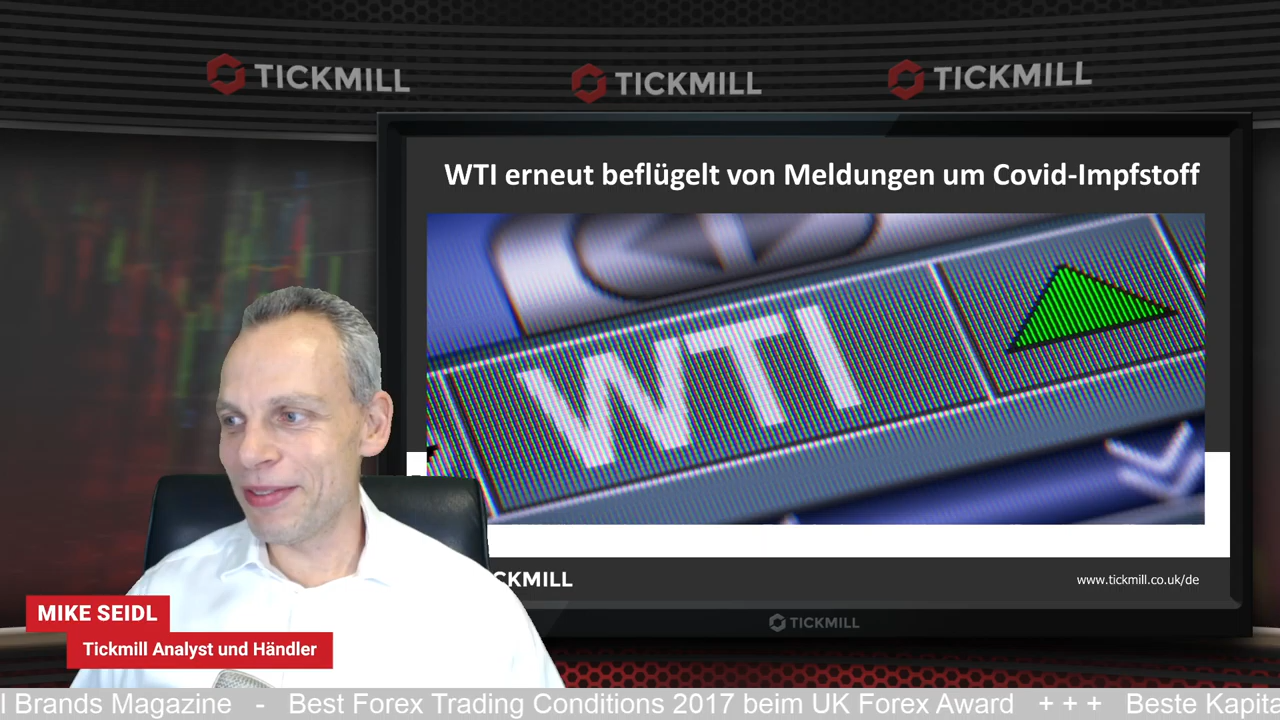 TICKMILL
TICKMILL
TICKMILL
WTI erneut beflügelt von Meldungen um Covid-Impfstoff
WTI
CKMILL
www.tickmill.co.uk/de
TICKMILL
MIKE SEIDL
Tickmill Analyst und Händler
l Brands Magazine - Best Forex Trading Conditions 2017 beim UK Forex Award +++ Beste Kapita